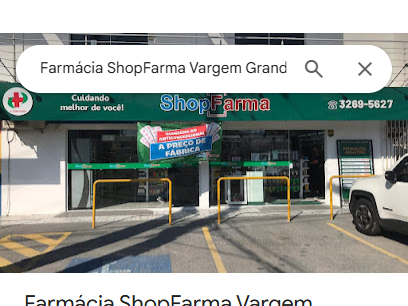 Farmácia ShopFarma Vargem Grand
Cuidando
melhor de você!
ShopFarma
3269-5627
A PREÇO DE
FÁBRICA
Farmácia ShopFarma Vargem